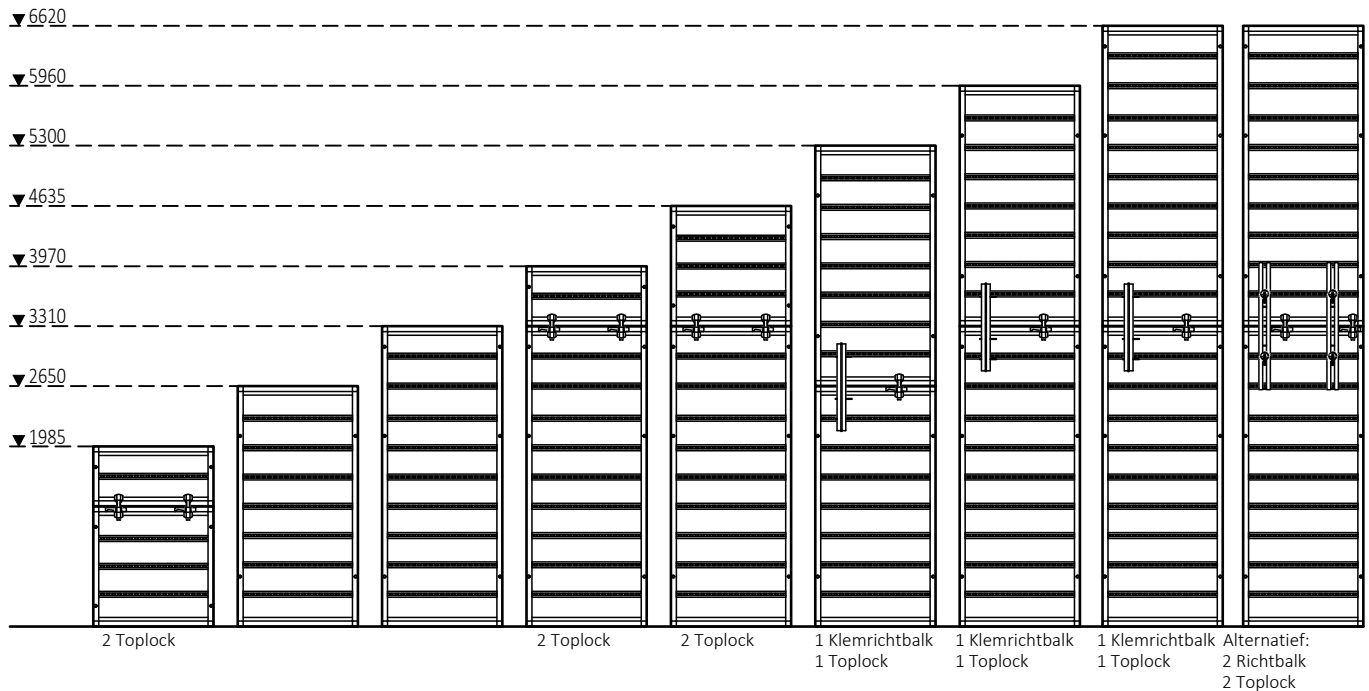 6620
5960
5300
4635
3970
3310
2650
1985
2 Toplock
2 Toplock
2 Toplock
1 Klemrichtbalk
1 Toplock
1 Klemrichtbalk
1 Toplock
1 Klemrichtbalk
1 Toplock
Alternatief:
2 Richtbalk
2 Toplock